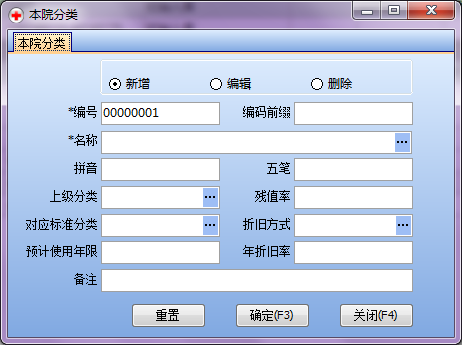 本院分类
本院分类
新增 编辑 删除
*编号 00000001 编码前缀
*名称 ...
拼音 五笔
上级分类 ... 残值率
对应标准分类 ... 折旧方式 ...
预计使用年限 年折旧率
备注
重置 确定(F3) 关闭(F4)